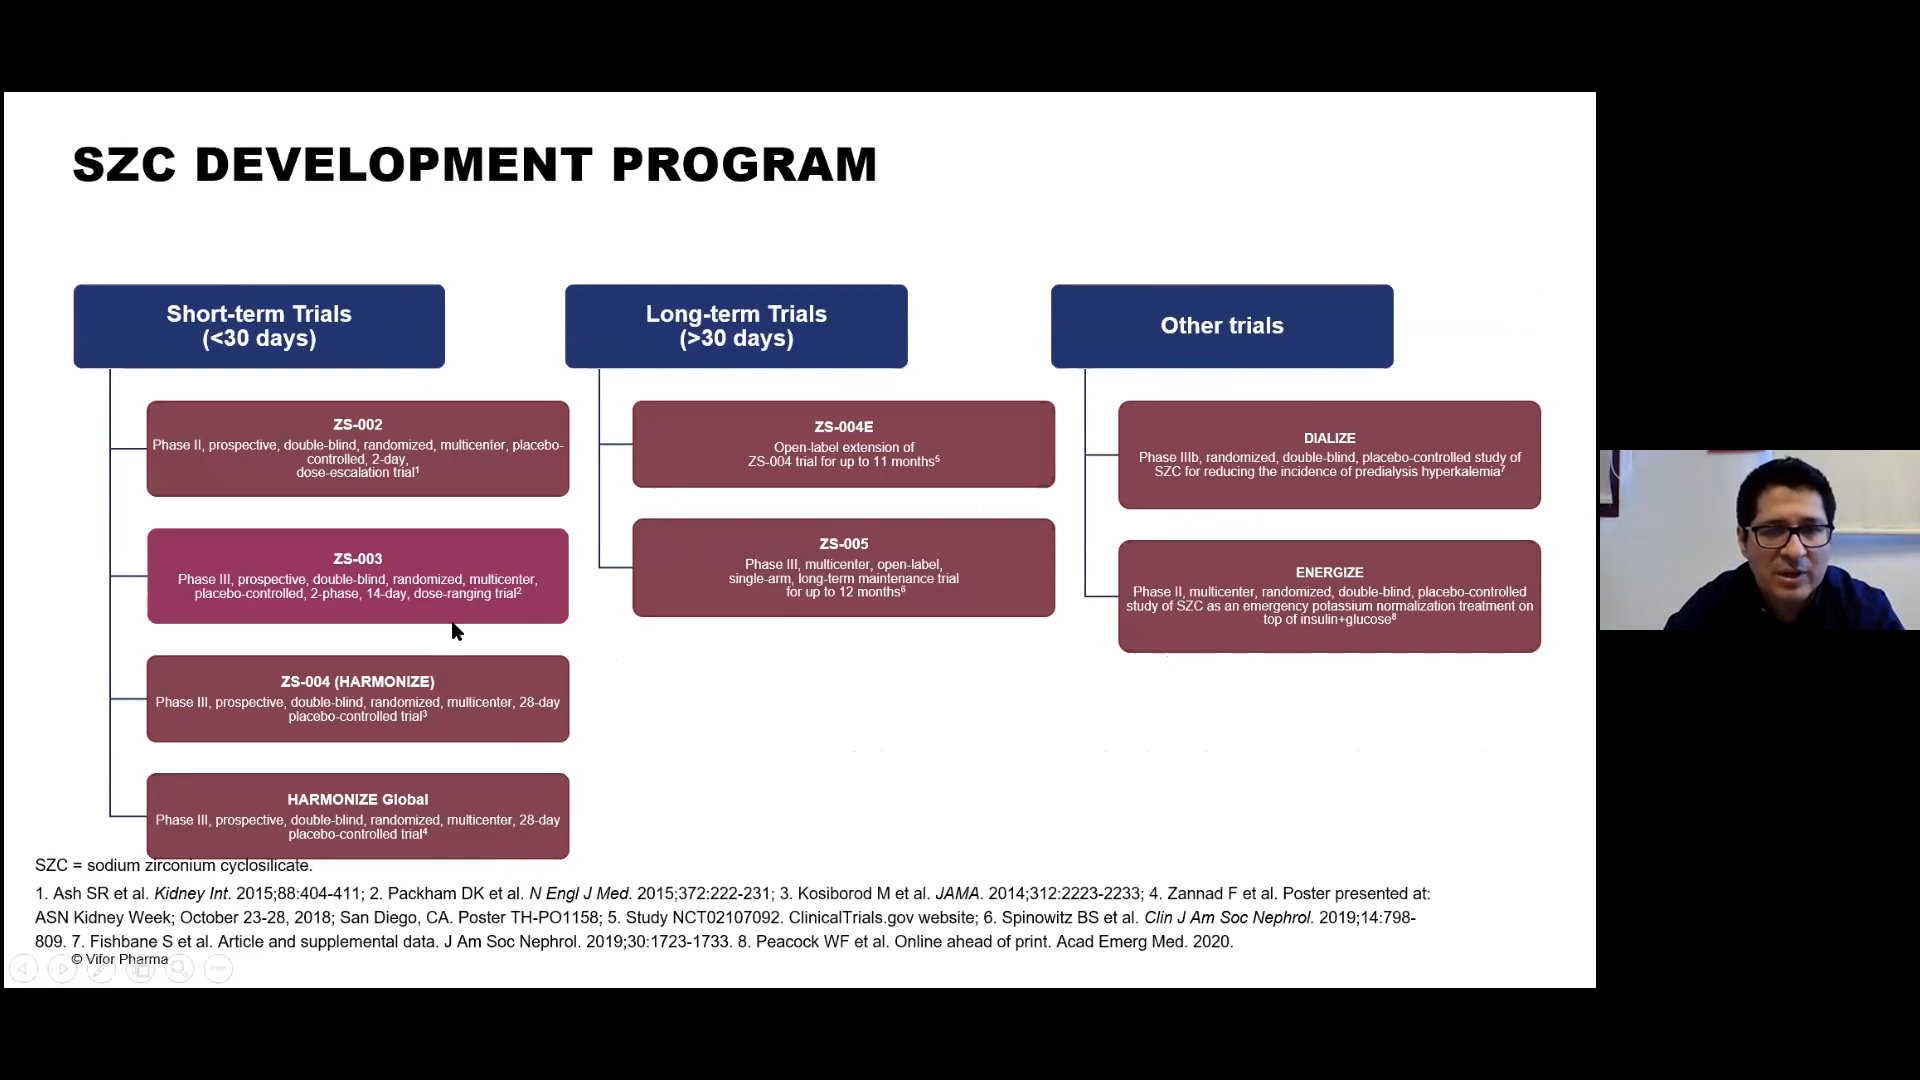 SZC DEVELOPMENT PROGRAM
Short-term Trials
(<30 days)
ZS-002
Phase II, prospective, double-blind, randomized, multicenter, placebo-
controlled, 2-day,
dose-escalation trial¹
ZS-003
Phase III, prospective, double-blind, randomized, multicenter,
placebo-controlled, 2-phase, 14-day, dose-ranging trial²
ZS-004 (HARMONIZE)
Phase III, prospective, double-blind, randomized, multicenter, 28-day
placebo-controlled trial³
HARMONIZE Global
Phase III, prospective, double-blind, randomized, multicenter, 28-day
placebo-controlled trial⁴
Long-term Trials
(>30 days)
ZS-004E
Open-label extension of
ZS-004 trial for up to 11 months⁵
ZS-005
Phase III, multicenter, open-label,
single-arm, long-term maintenance trial
for up to 12 months⁶
Other trials
DIALIZE
Phase IIIb, randomized, double-blind, placebo-controlled study of
SZC for reducing the incidence of predialysis hyperkalemia⁷
ENERGIZE
Phase II, multicenter, randomized, double-blind, placebo-controlled
study of SZC as an emergency potassium normalization treatment on
top of insulin+glucose⁸
SZC = sodium zirconium cyclosilicate.
1. Ash SR et al. Kidney Int. 2015;88:404-411; 2. Packham DK et al. N Engl J Med. 2015;372:222-231; 3. Kosiborod M et al. JAMA. 2014;312:2223-2233; 4. Zannad F et al. Poster presented at:
ASN Kidney Week; October 23-28, 2018; San Diego, CA. Poster TH-PO1158; 5. Study NCT02107092. ClinicalTrials.gov website; 6. Spinowitz BS et al. Clin J Am Soc Nephrol. 2019;14:798-
809. 7. Fishbane S et al. Article and supplemental data. J Am Soc Nephrol. 2019;30:1723-1733. 8. Peacock WF et al. Online ahead of print. Acad Emerg Med. 2020.
© Vifor Pharma